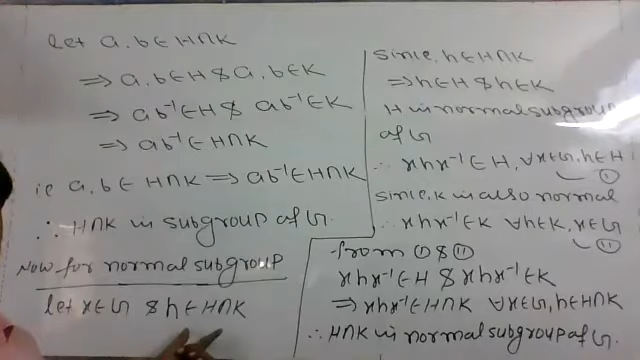 let a, b ∈ H∩K
⇒ a, b ∈ H & a, b ∈ K
⇒ ab⁻¹ ∈ H & ab⁻¹ ∈ K
⇒ ab⁻¹ ∈ H∩K
ie a, b ∈ H∩K ⇒ ab⁻¹ ∈ H∩K
∴ H∩K is subgroup of G.
Now for normal subgroup
let x ∈ G & h ∈ H∩K
Since, h ∈ H∩K
⇒ h ∈ H & h ∈ K
H is normal subgroup
of G
∴ xhx⁻¹ ∈ H, ∀ x ∈ G, h ∈ H
①
Since, K is also normal
∴ xhx⁻¹ ∈ K ∀ h ∈ K, x ∈ G
⑪
from ① & ⑪
xhx⁻¹ ∈ H & xhx⁻¹ ∈ K
⇒ xhx⁻¹ ∈ H∩K ∀ x ∈ G, h ∈ H∩K
∴ H∩K is normal subgroup of G.